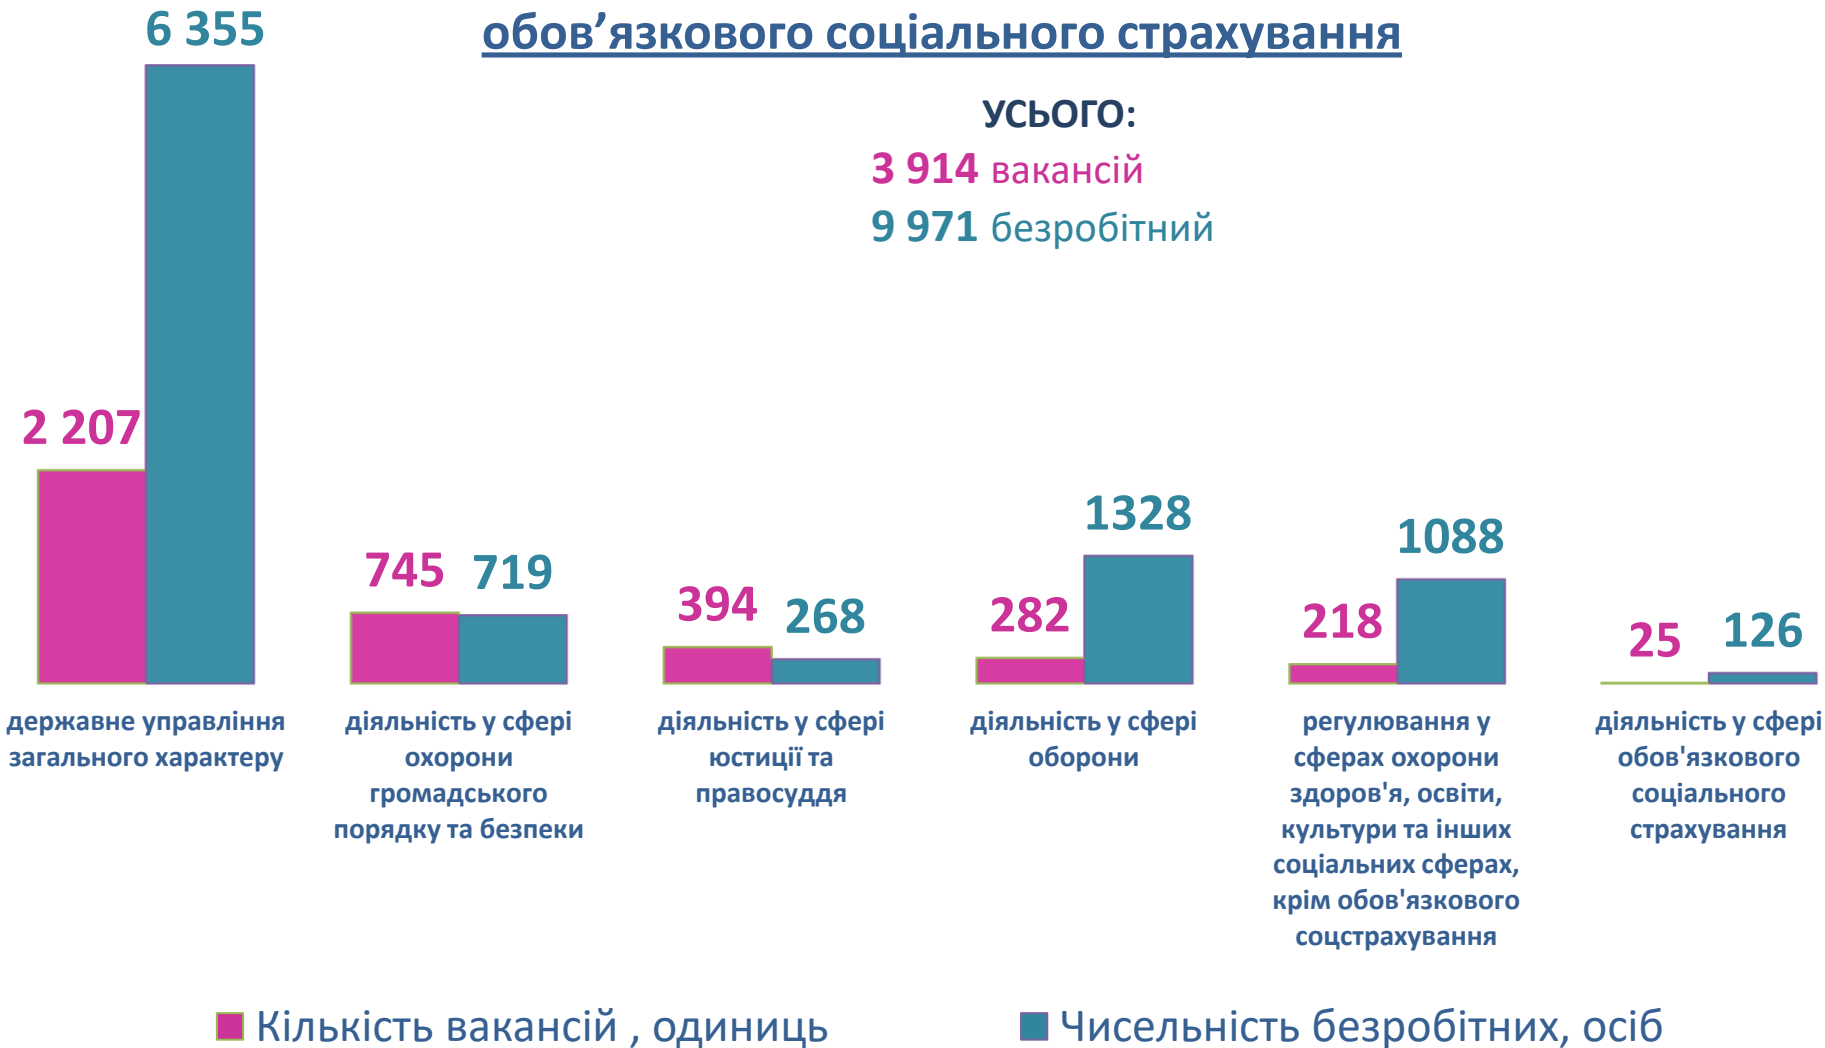 обов’язкового соціального страхування
УСЬОГО:
3 914 вакансій
9 971 безробітний
6 355
2 207
745
719
394
268
282
1328
218
1088
25
126
державне управління
загального характеру
діяльність у сфері
охорони
громадського
порядку та безпеки
діяльність у сфері
юстиції та
правосуддя
діяльність у сфері
оборони
регулювання у
сферах охорони
здоров'я, освіти,
культури та інших
соціальних сферах,
крім обов'язкового
соцстрахування
діяльність у сфері
обов'язкового
соціального
страхування
Кількість вакансій , одиниць
Чисельність безробітних, осіб